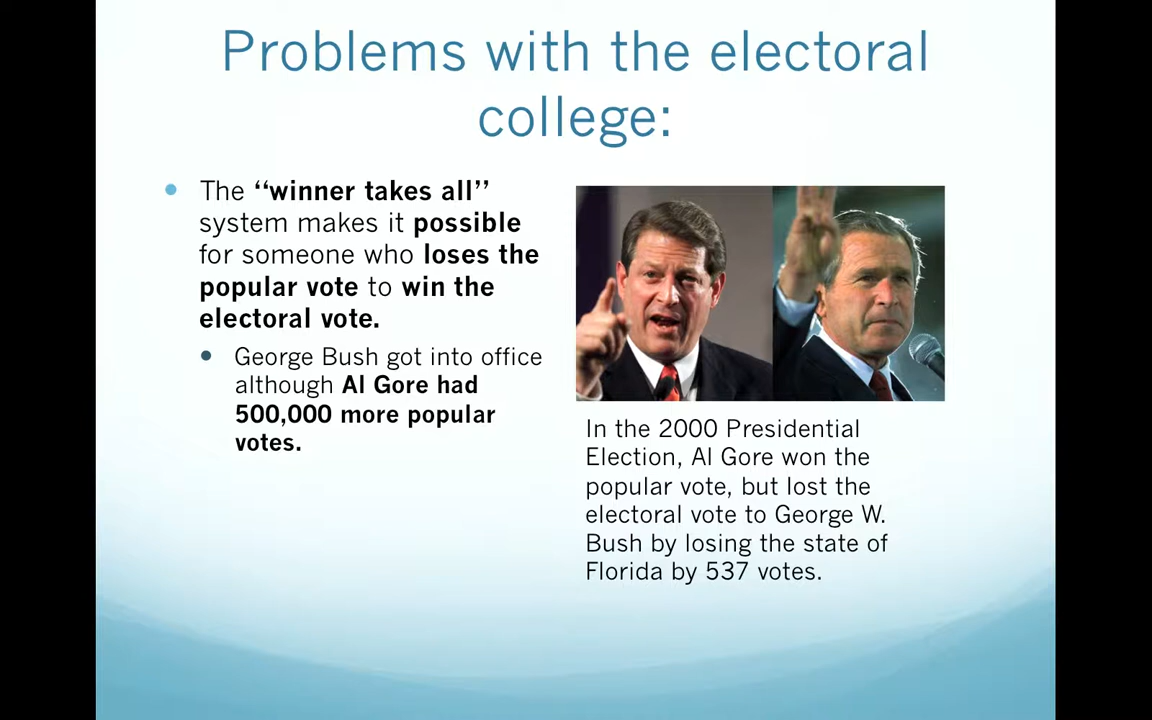 Problems with the electoral
college:
The “winner takes all”
system makes it possible
for someone who loses the
popular vote to win the
electoral vote.
George Bush got into office
although Al Gore had
500,000 more popular
votes.
In the 2000 Presidential
Election, Al Gore won the
popular vote, but lost the
electoral vote to George W.
Bush by losing the state of
Florida by 537 votes.